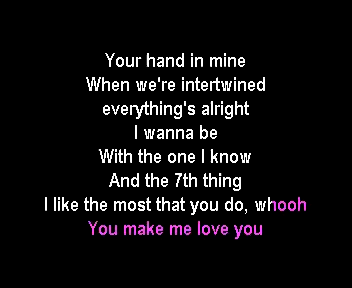 Your hand in mine
When we're intertwined
everything's alright
I wanna be
With the one I know
And the 7th thing
I like the most that you do, whooh
You make me love you